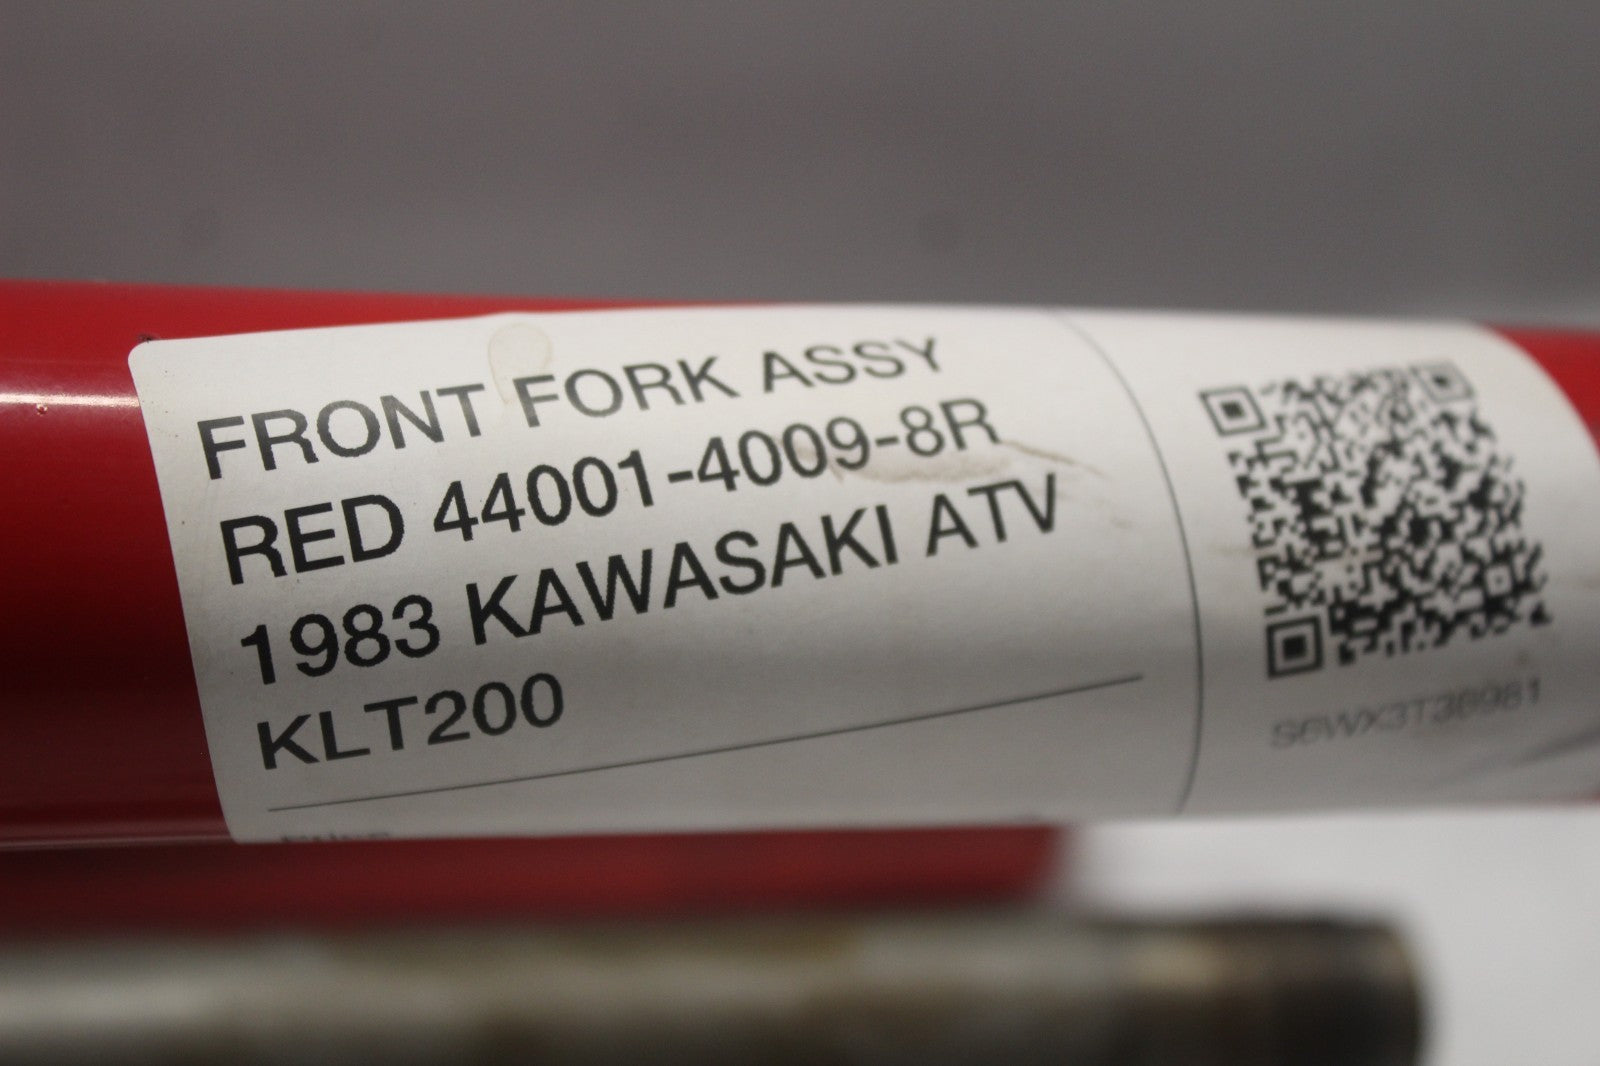 FRONT FORK ASSY
RED 44001-4009-8R
1983 KAWASAKI ATV
KLT200